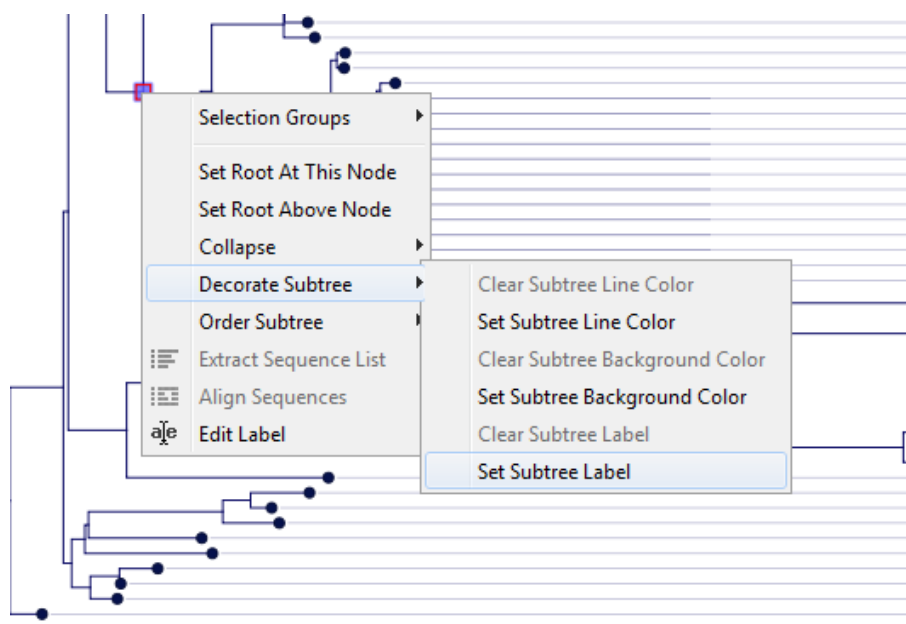 Selection Groups
Set Root At This Node
Set Root Above Node
Collapse
Decorate Subtree
Order Subtree
Extract Sequence List
Align Sequences
Edit Label
Clear Subtree Line Color
Set Subtree Line Color
Clear Subtree Background Color
Set Subtree Background Color
Clear Subtree Label
Set Subtree Label